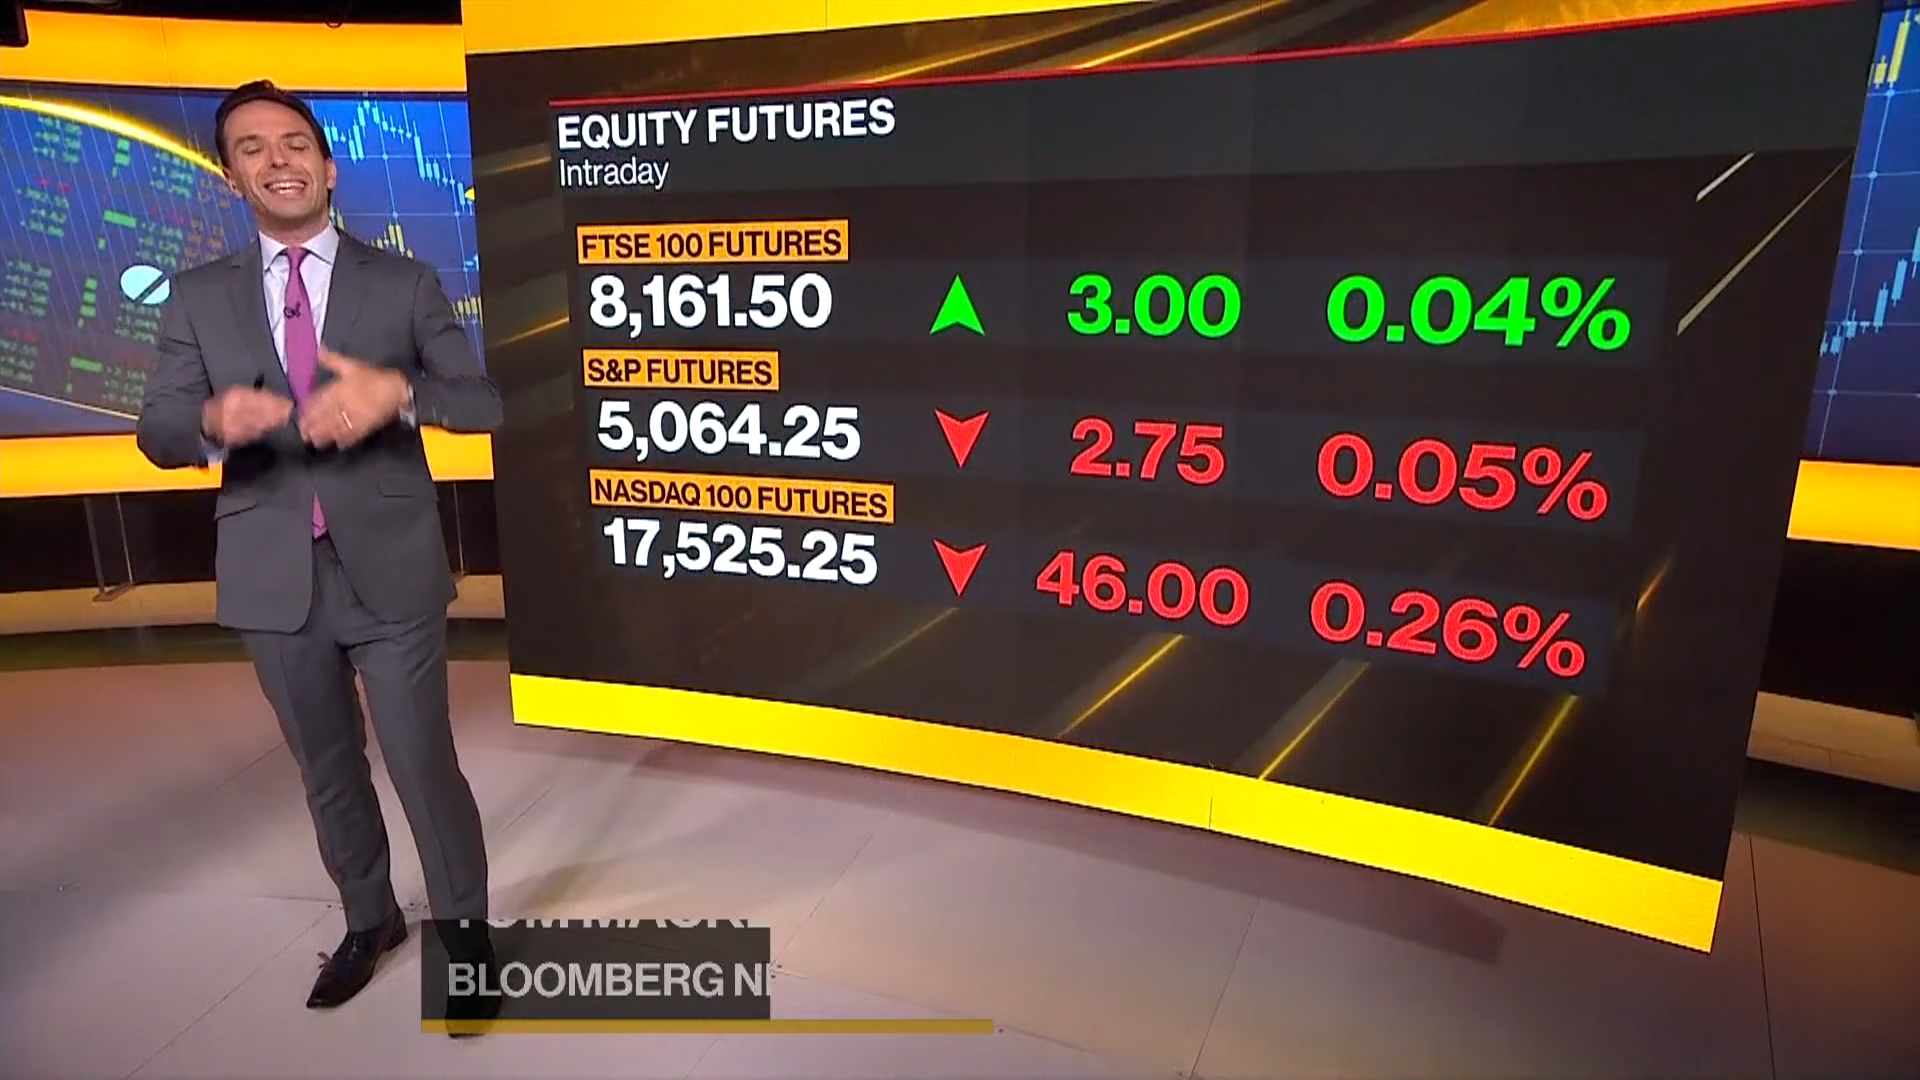 EQUITY FUTURES
Intraday
FTSE 100 FUTURES
8,161.50 3.00 0.04%
S&P FUTURES
5,064.25 2.75 0.05%
NASDAQ 100 FUTURES
17,525.25 46.00 0.26%
BLOOMBERG